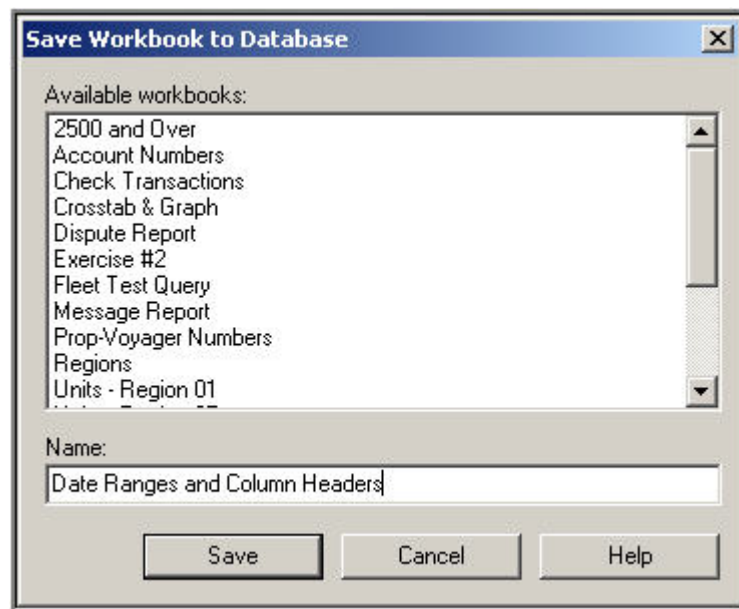 Save Workbook to Database
Available workbooks:
2500 and Over
Account Numbers
Check Transactions
Crosstab & Graph
Dispute Report
Exercise #2
Fleet Test Query
Message Report
Prop-Voyager Numbers
Regions
Units - Region 01
Name:
Date Ranges and Column Headers
Save
Cancel
Help